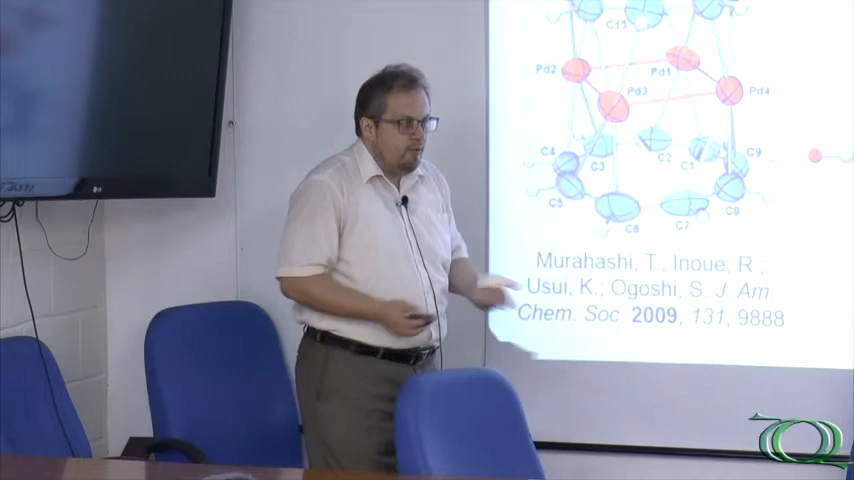 C15
Pd2
Pd1
Pd3
Pd4
C4
C9
C3
C2
C1
C5
C6
C7
C8
Murahashi, T., Inoue, R.;
Usui, K.; Ogoshi, S. J Am.
Chem. Soc. 2009, 131, 9888
LG